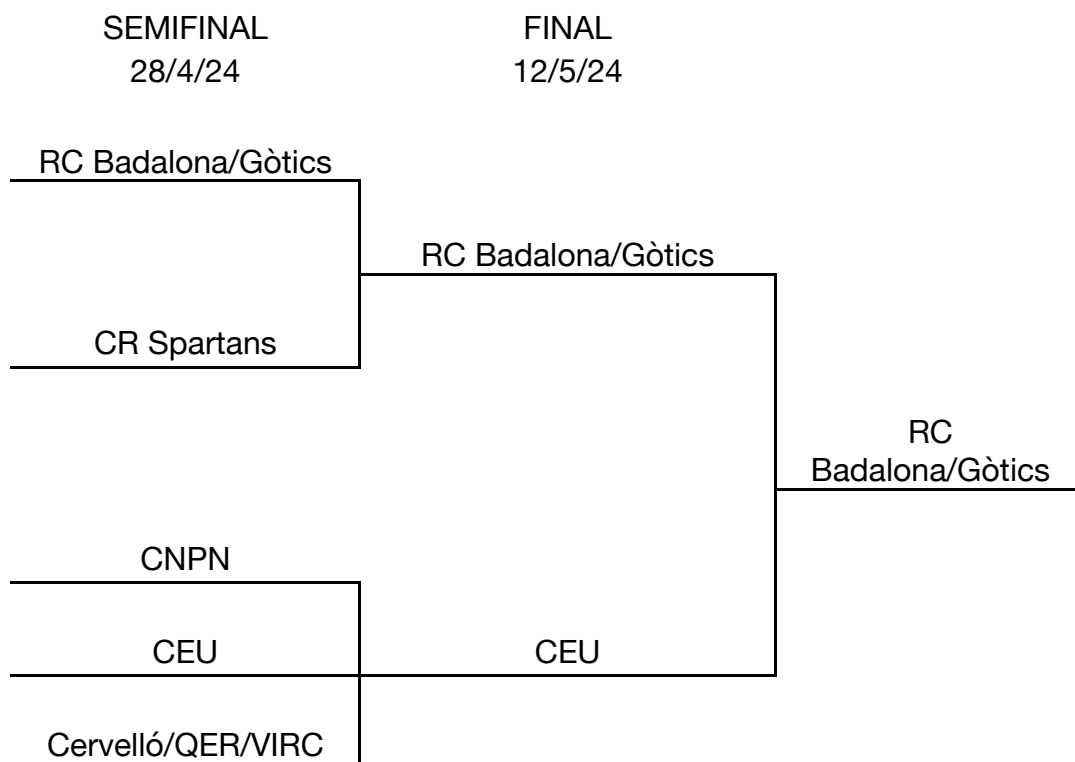 SEMIFINAL
28/4/24
FINAL
12/5/24
RC Badalona/Gòtics
RC Badalona/Gòtics
CR Spartans
RC
Badalona/Gòtics
CNPN
CEU
CEU
Cervelló/QER/VIRC